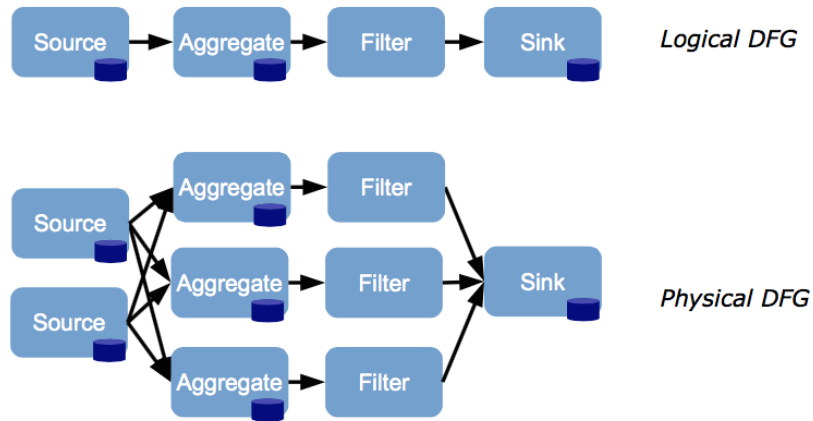 Source Aggregate Filter Sink Logical DFG
Aggregate Filter
Source
Aggregate Filter Sink
Source Physical DFG
Aggregate Filter